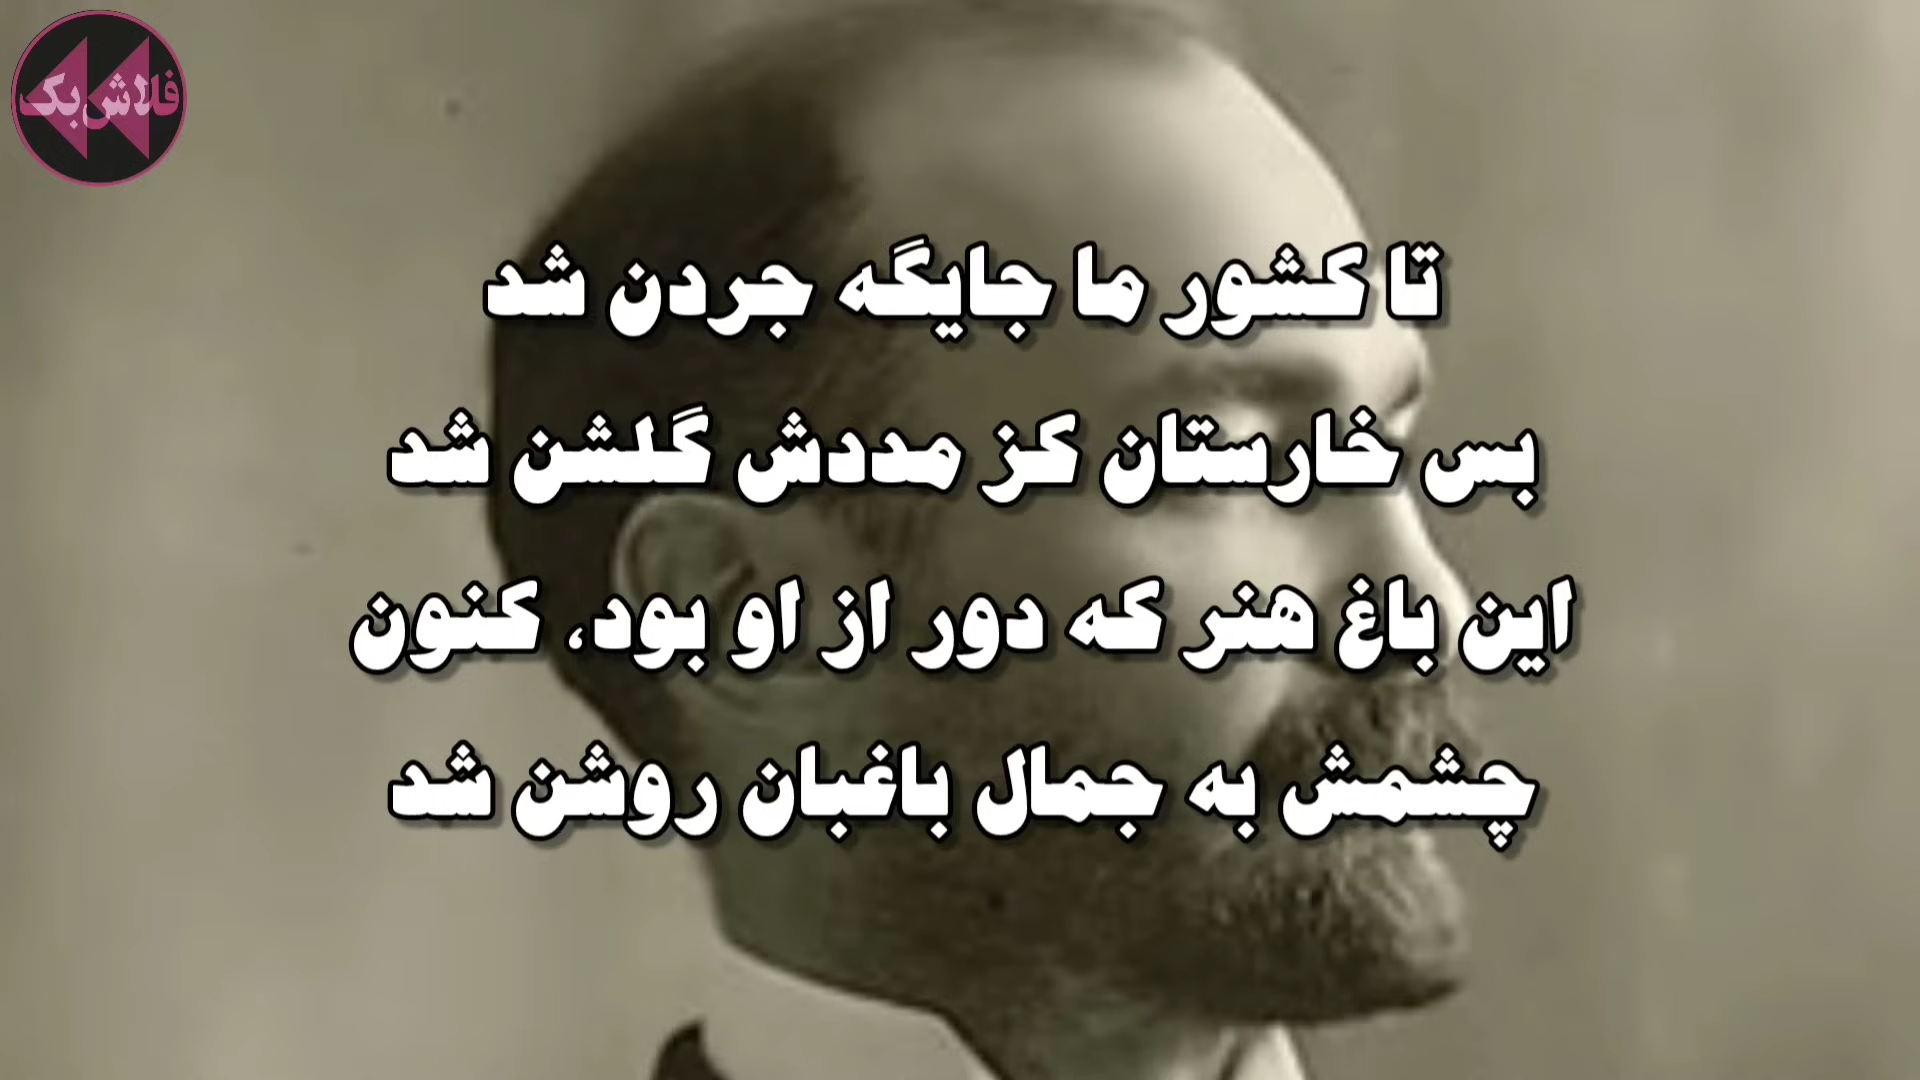 فلاش بک
تا کشور ما جایگه جردن شد
بس خارستان کز مددش گلشن شد
این باغ هنر که دور از او بود، کنون
چشمش به جمال باغبان روشن شد